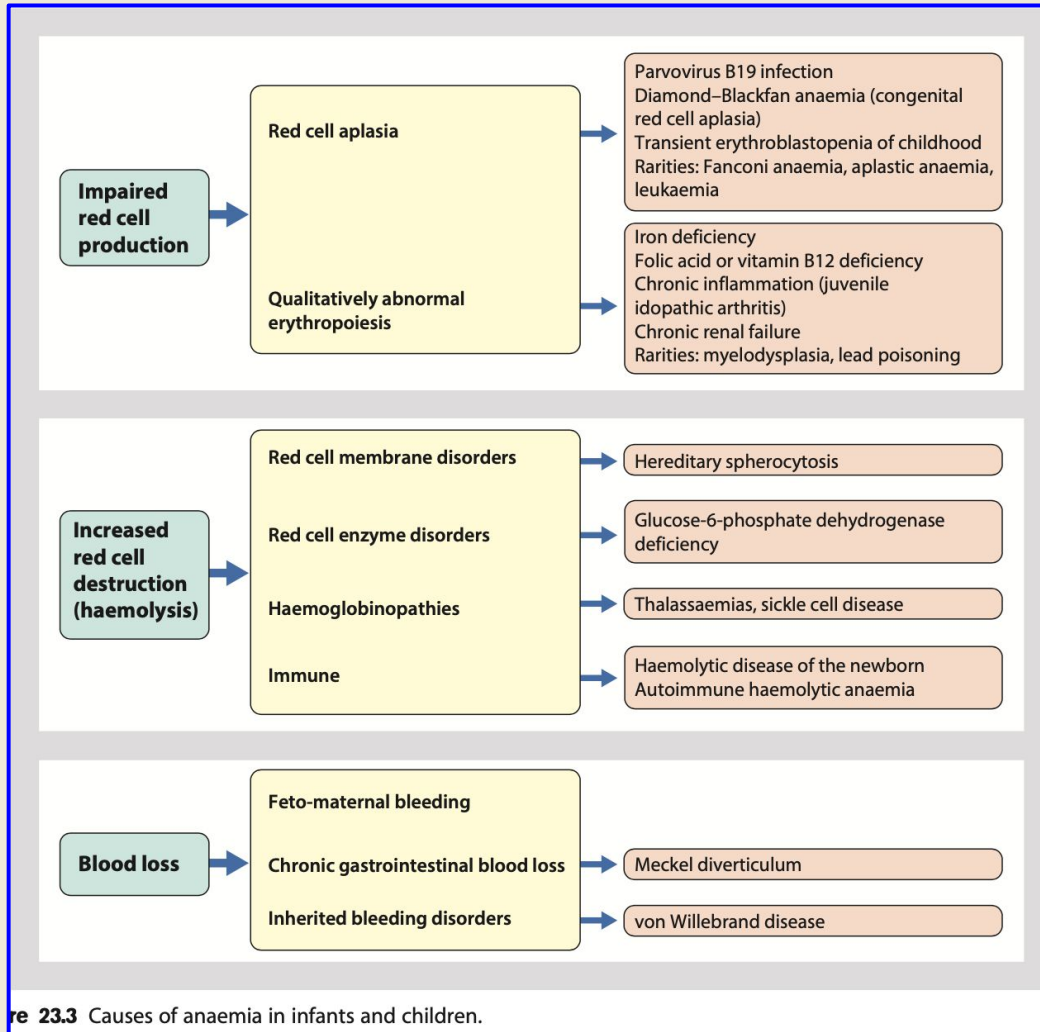 Impaired
red cell
production
Red cell aplasia
Parvovirus B19 infection
Diamond–Blackfan anaemia (congenital
red cell aplasia)
Transient erythroblastopenia of childhood
Rarities: Fanconi anaemia, aplastic anaemia,
leukaemia
Qualitatively abnormal
erythropoiesis
Iron deficiency
Folic acid or vitamin B12 deficiency
Chronic inflammation (juvenile
idopathic arthritis)
Chronic renal failure
Rarities: myelodysplasia, lead poisoning
Increased
red cell
destruction
(haemolysis)
Red cell membrane disorders
Hereditary spherocytosis
Red cell enzyme disorders
Glucose-6-phosphate dehydrogenase
deficiency
Haemoglobinopathies
Thalassaemias, sickle cell disease
Immune
Haemolytic disease of the newborn
Autoimmune haemolytic anaemia
Blood loss
Feto-maternal bleeding
Chronic gastrointestinal blood loss
Meckel diverticulum
Inherited bleeding disorders
von Willebrand disease
re 23.3 Causes of anaemia in infants and children.